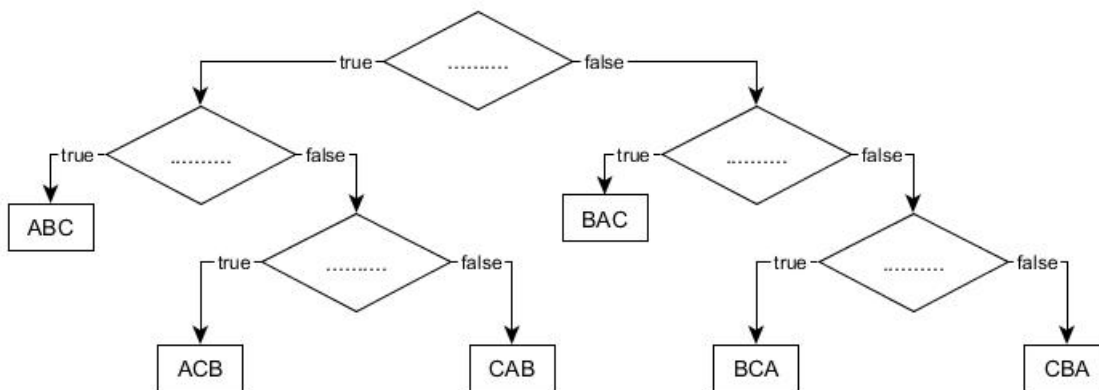 ..........
true
false
..........
..........
true
false
true
false
ABC
BAC
..........
..........
true
false
true
false
ACB
CAB
BCA
CBA